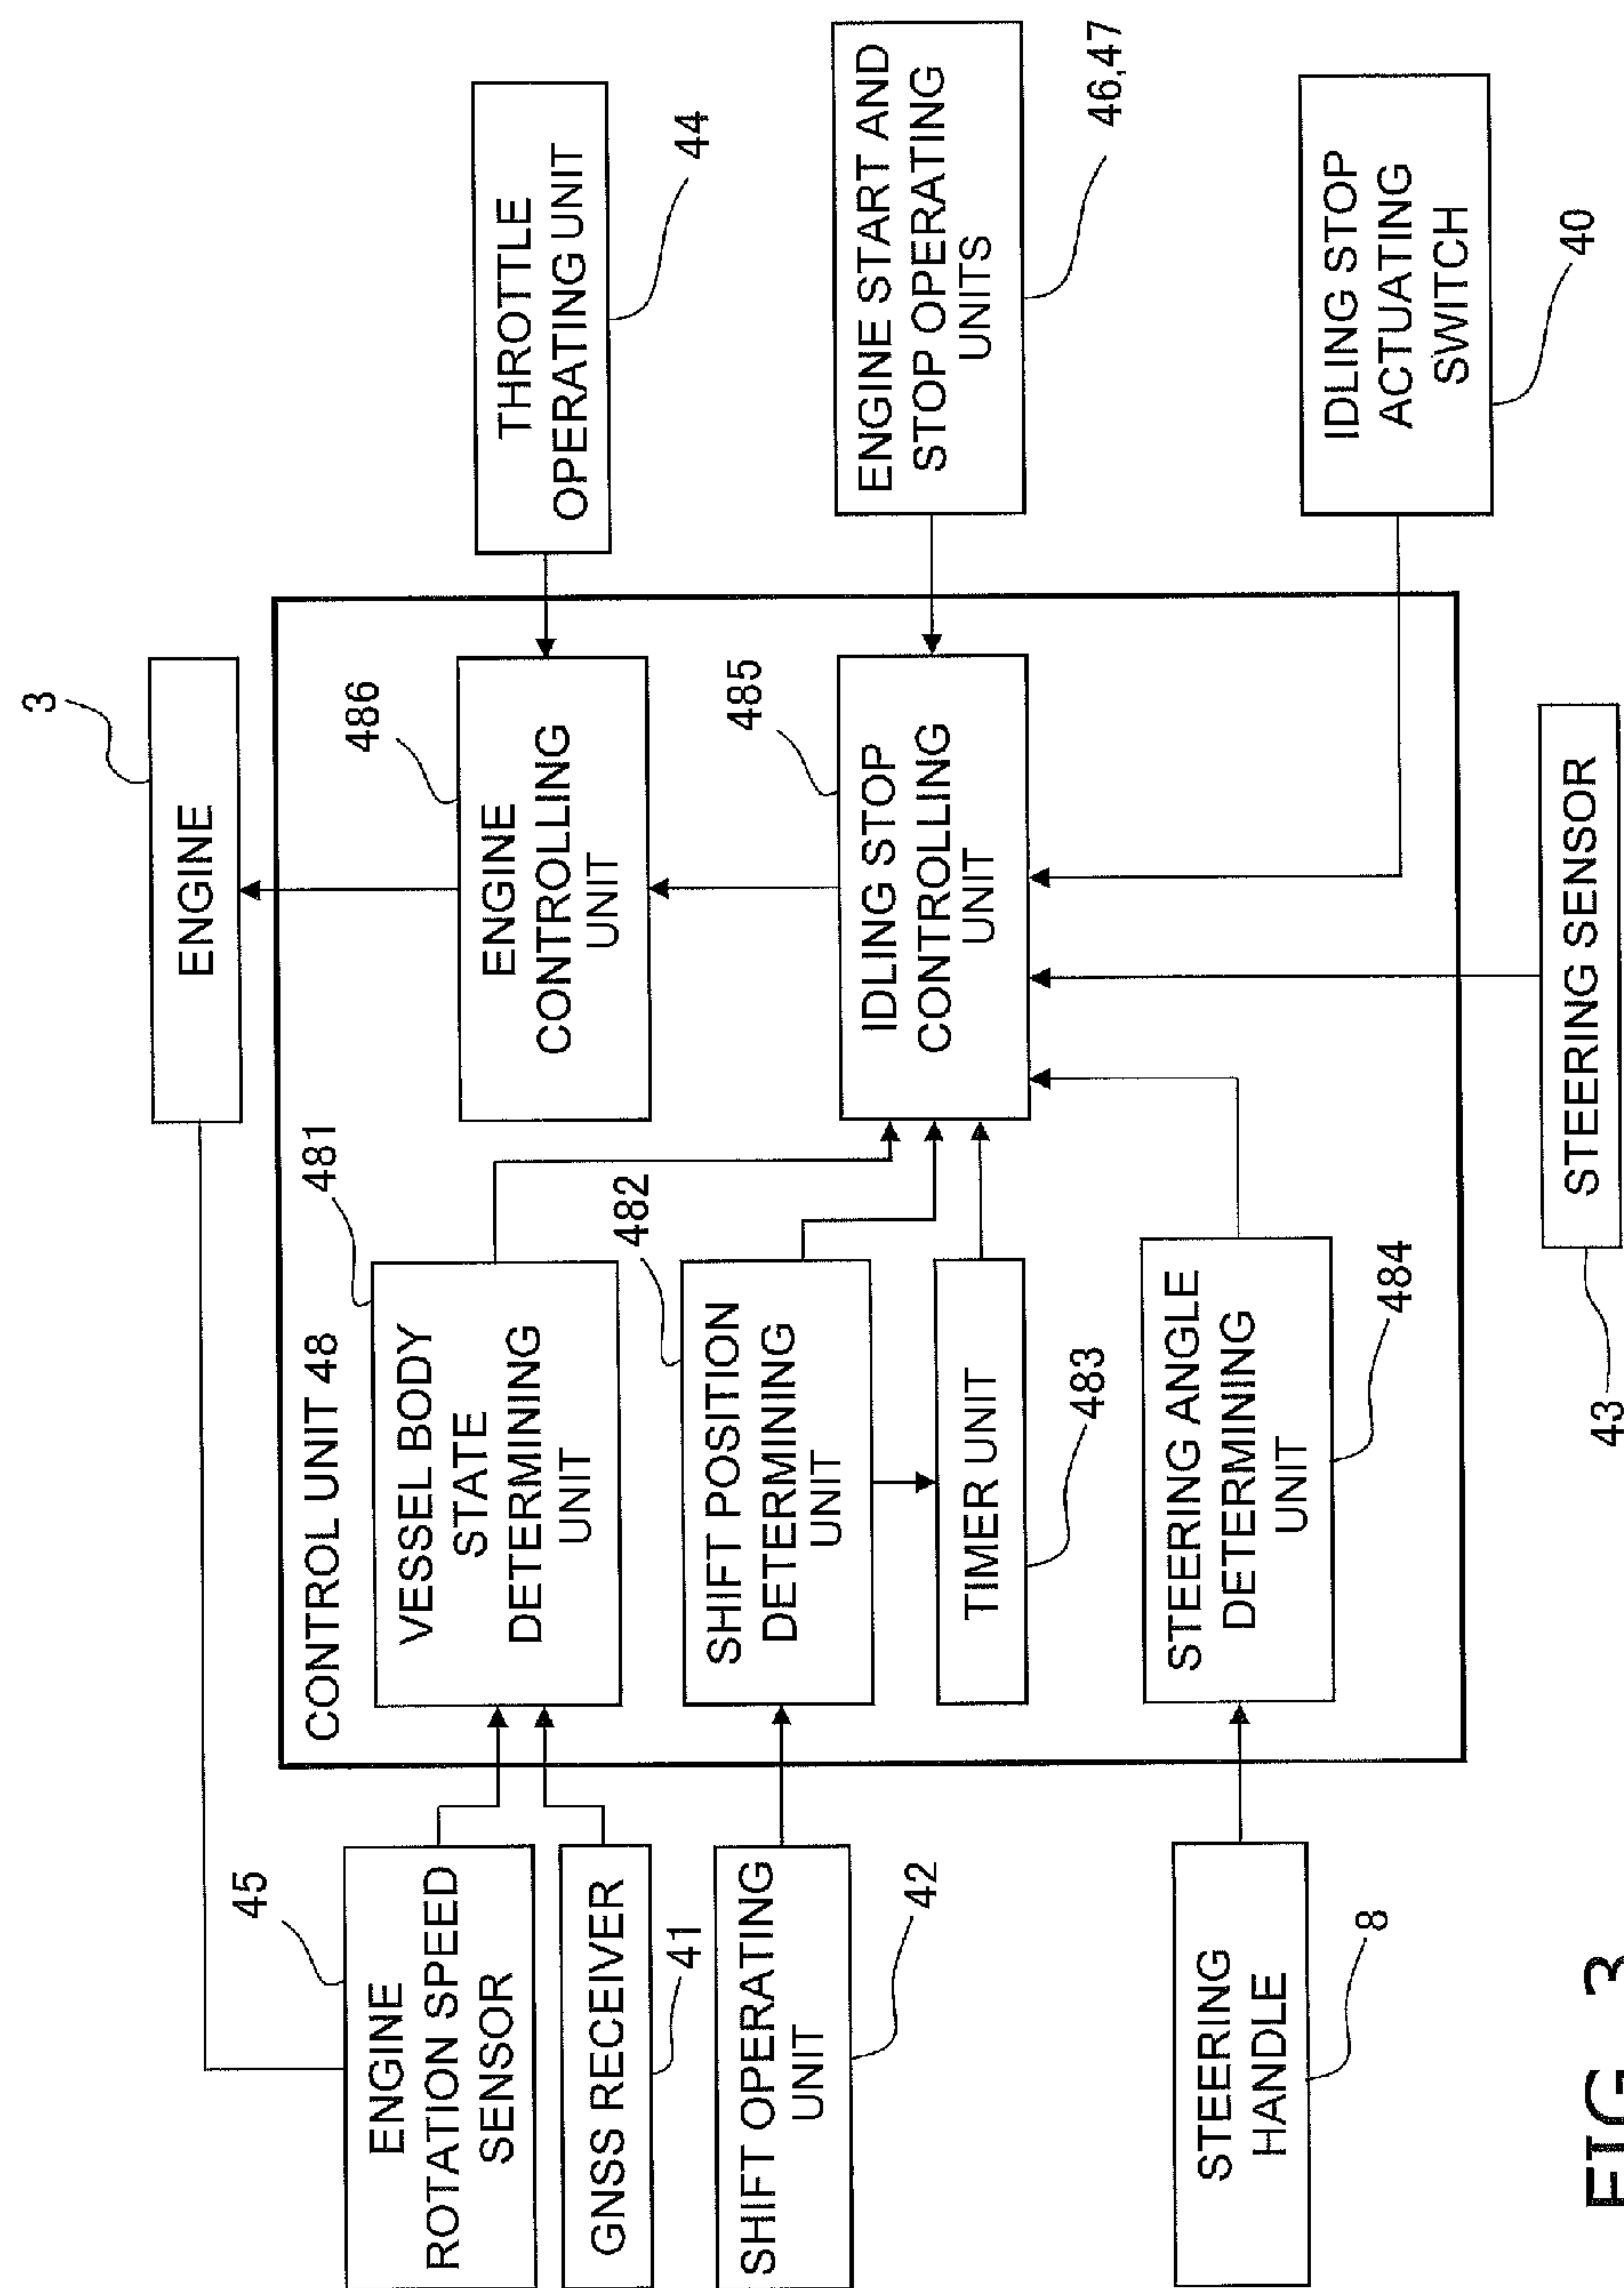 3
ENGINE
CONTROL UNIT 48
45
ENGINE
ROTATION SPEED
SENSOR
GNSS RECEIVER
41
SHIFT OPERATING
UNIT
42
STEERING
HANDLE
8
481
VESSEL BODY
STATE
DETERMINING
UNIT
482
SHIFT POSITION
DETERMINING
UNIT
TIMER UNIT
483
STEERING ANGLE
DETERMINING
UNIT
484
486
ENGINE
CONTROLLING
UNIT
485
IDLING STOP
CONTROLLING
UNIT
THROTTLE
OPERATING UNIT
44
ENGINE START AND
STOP OPERATING
UNITS
46,47
IDLING STOP
ACTUATING
SWITCH
40
STEERING SENSOR
43
FIG. 3